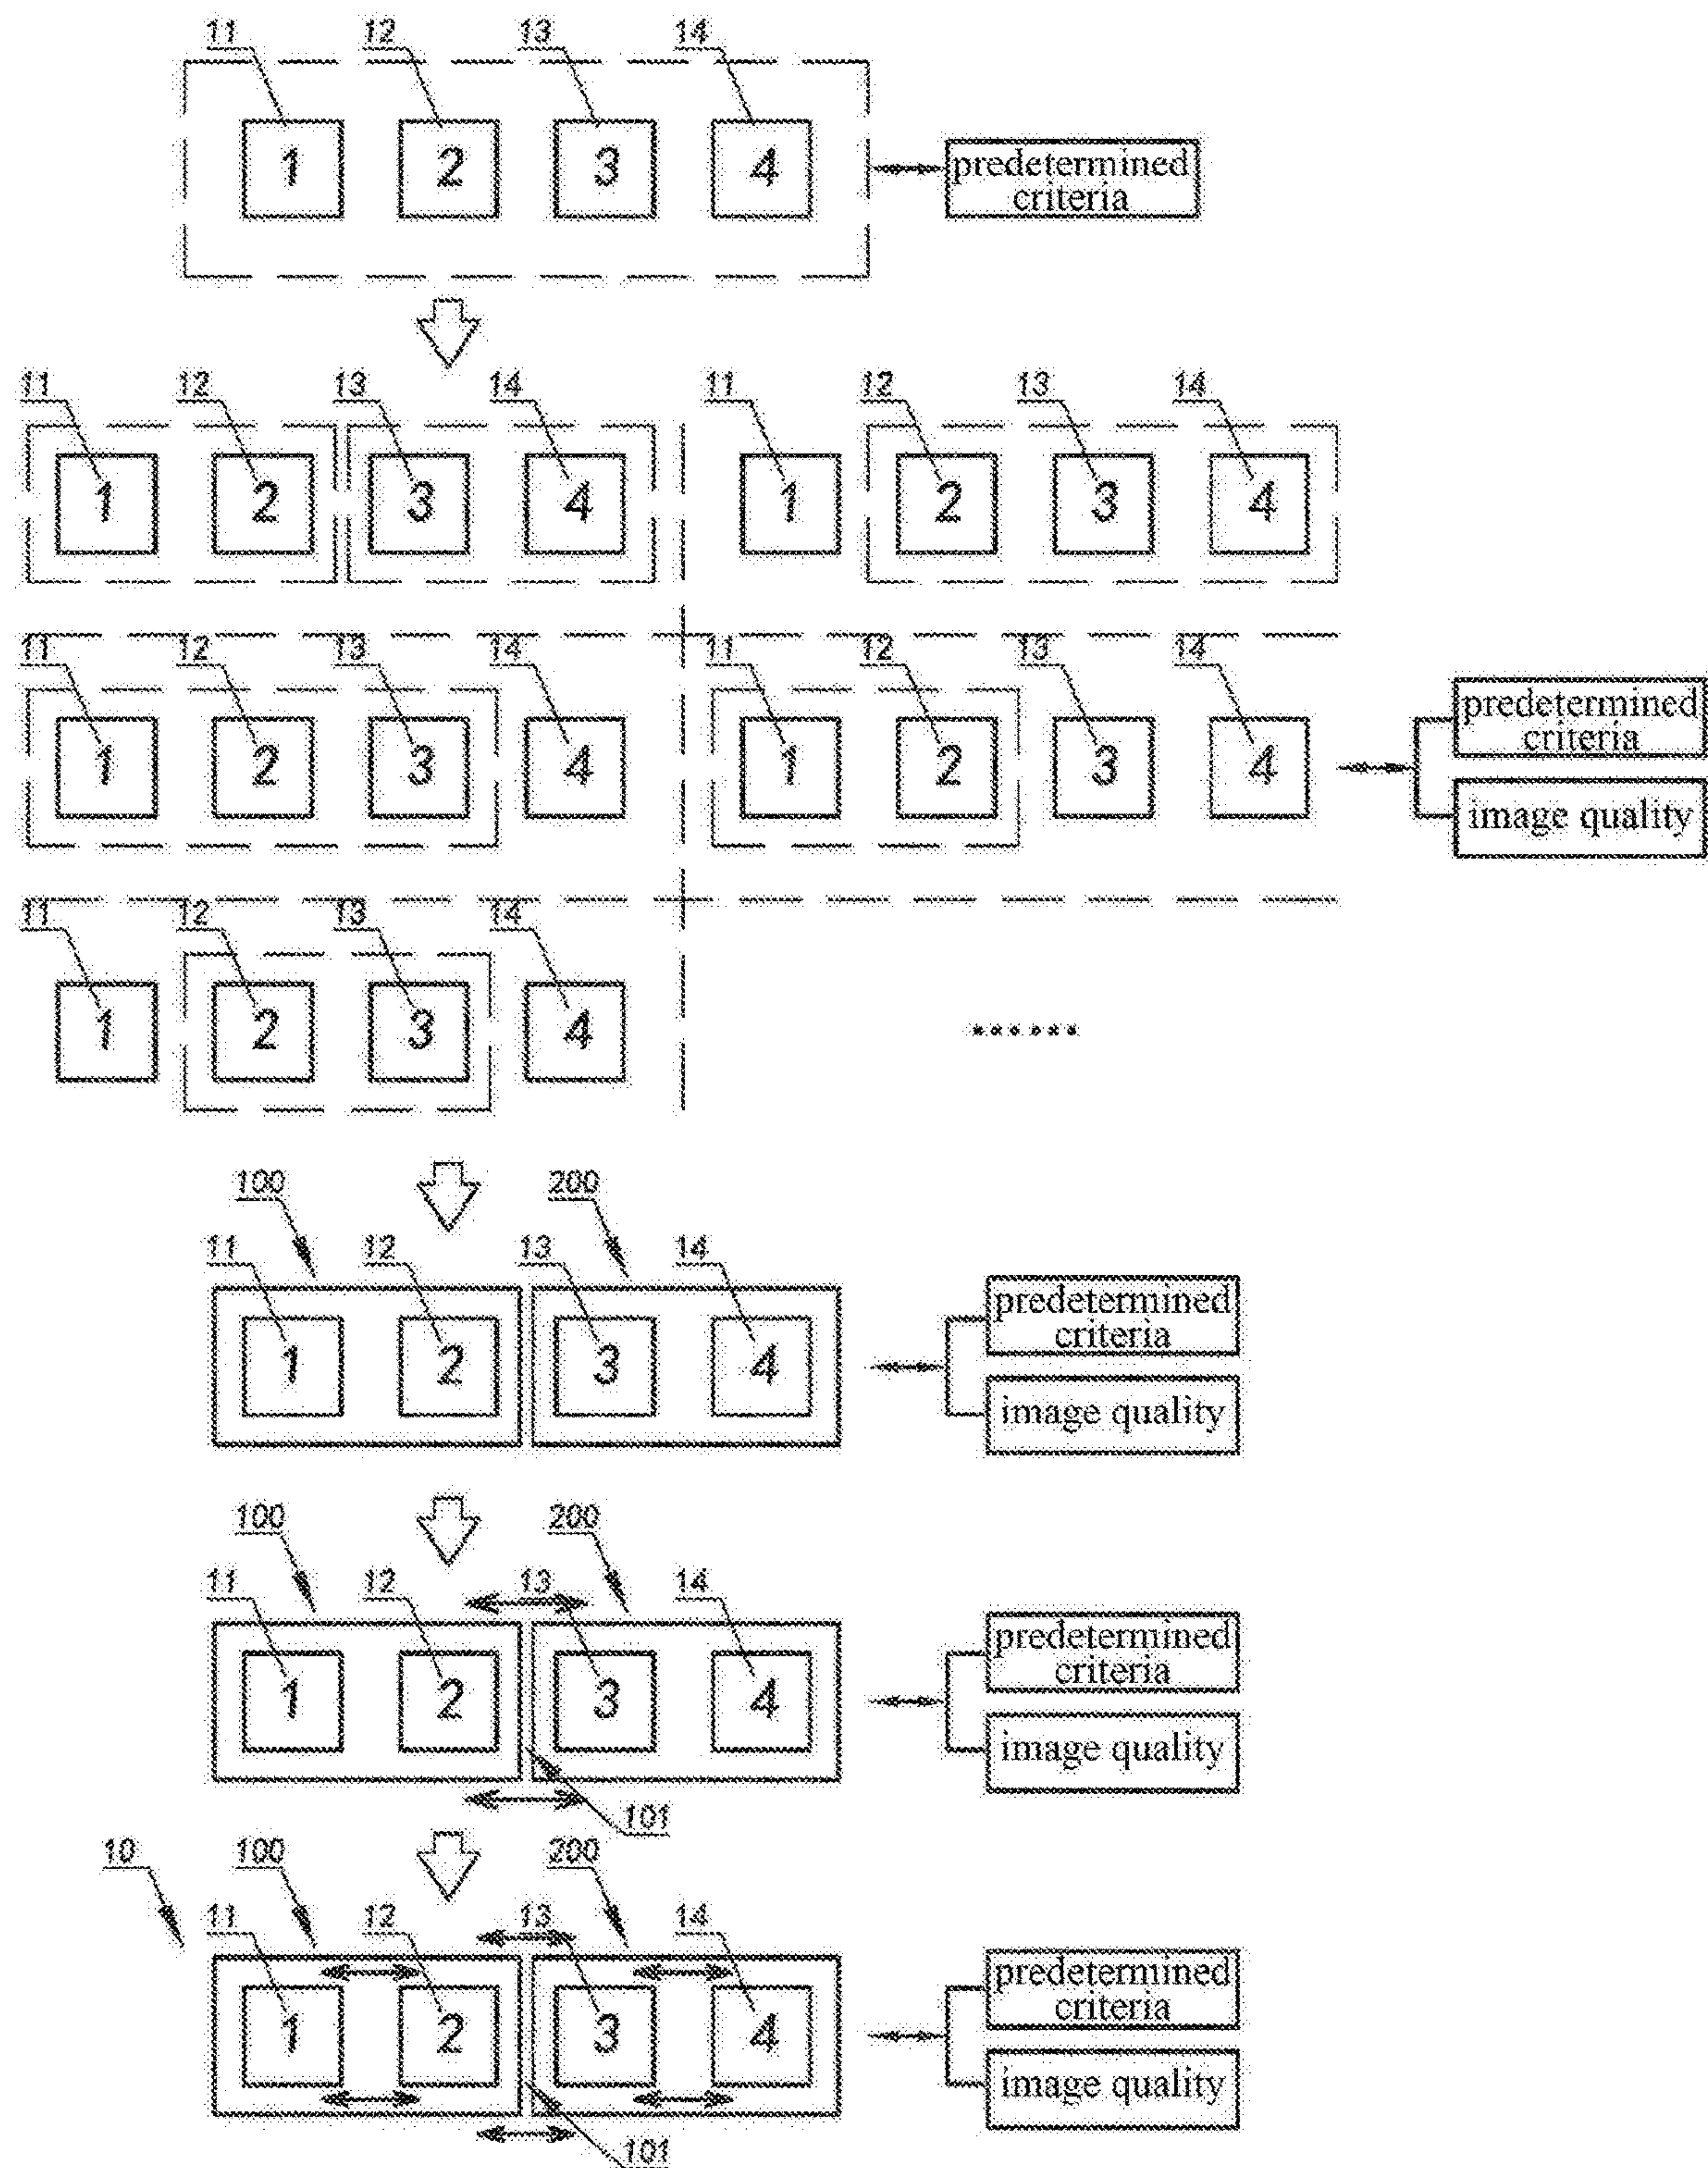 11 12 13 14
1 2 3 4
predetermined
criteria
11 12 13 14 11 12 13 14
1 2 3 4 1 2 3 4
11 12 13 14 11 12 13 14
1 2 3 4 1 2 3 4
predetermined
criteria
image quality
11 12 13 14
1 2 3 4
......
100 200
11 12 13 14
1 2 3 4
predetermined
criteria
image quality
100 200
11 12 13 14
1 2 3 4
predetermined
criteria
image quality
101
10 100 200
11 12 13 14
1 2 3 4
predetermined
criteria
image quality
101